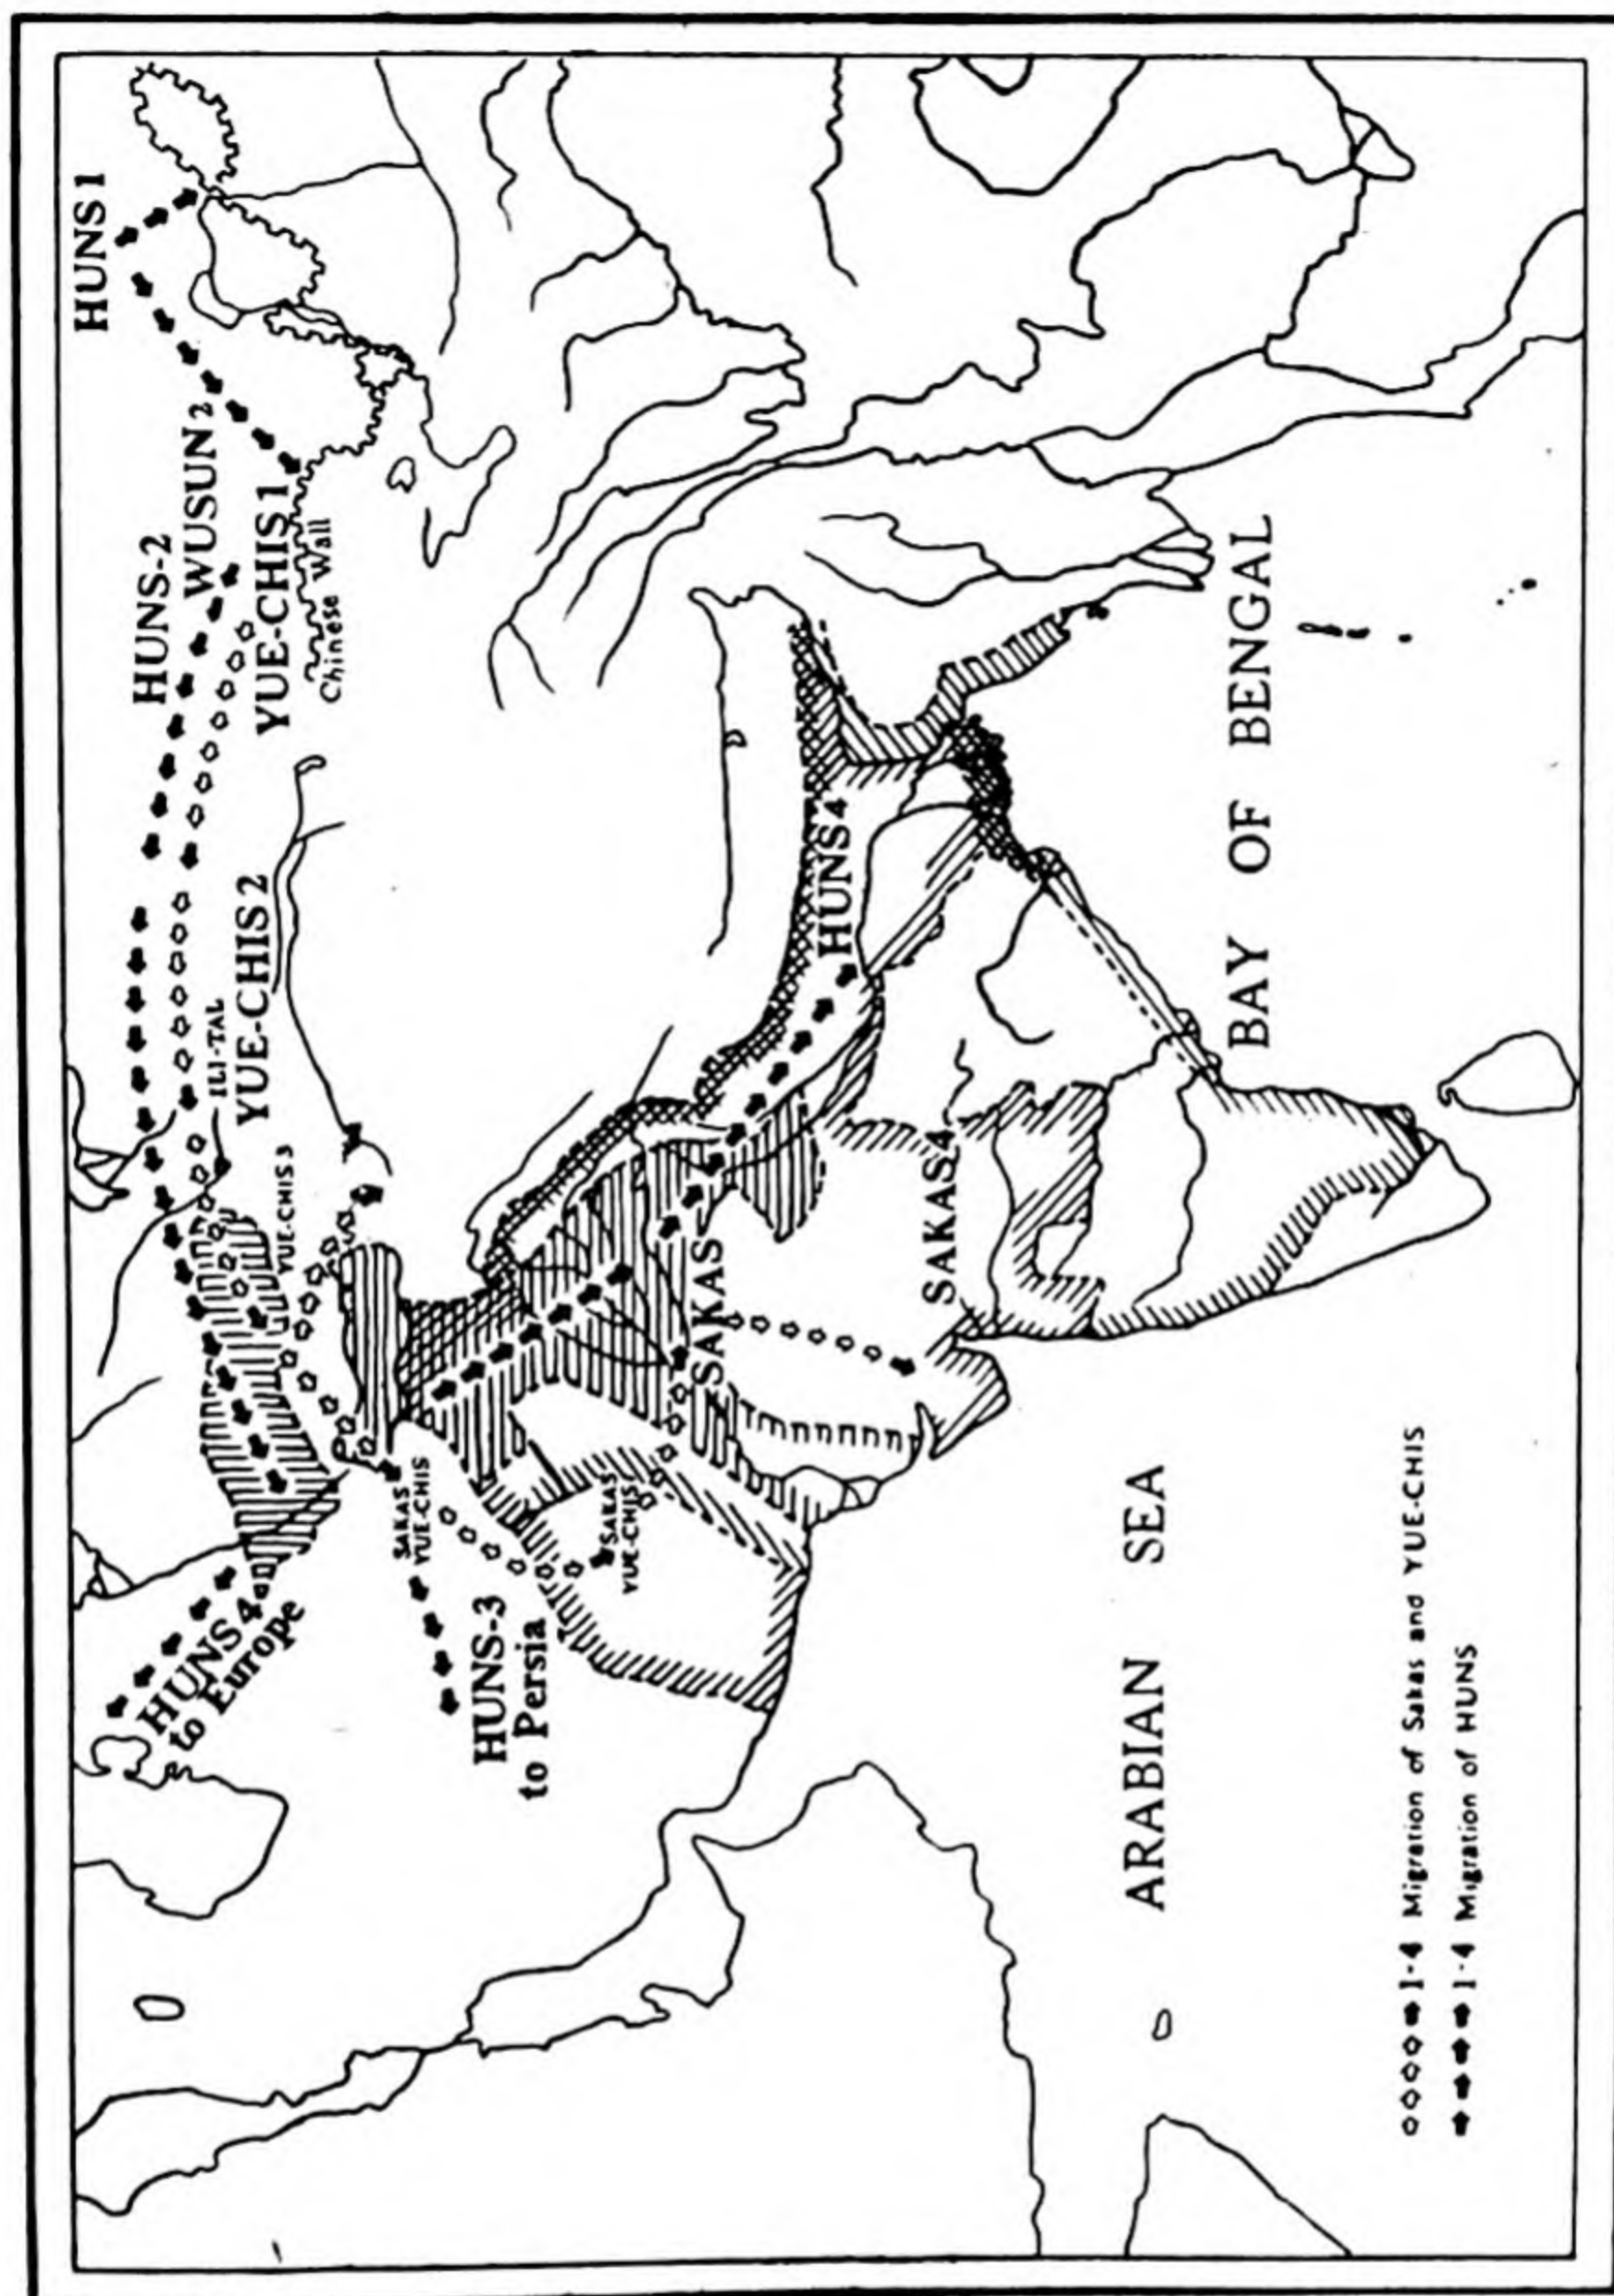 HUNS 1
HUNS-2
WUSUN 2
YUE-CHIS 1
Chinese Wall
YUE-CHIS 2
ILI-TAL
YUE-CHIS 3
HUNS 4
to Europe
SAKAS
YUE-CHIS
HUNS-3
to Persia
SAKAS
YUE-CHIS
SAKAS
HUNS 4
SAKAS 4
BAY OF BENGAL
ARABIAN SEA
1-4 Migration of Sakas and YUE-CHIS
1-4 Migration of HUNS